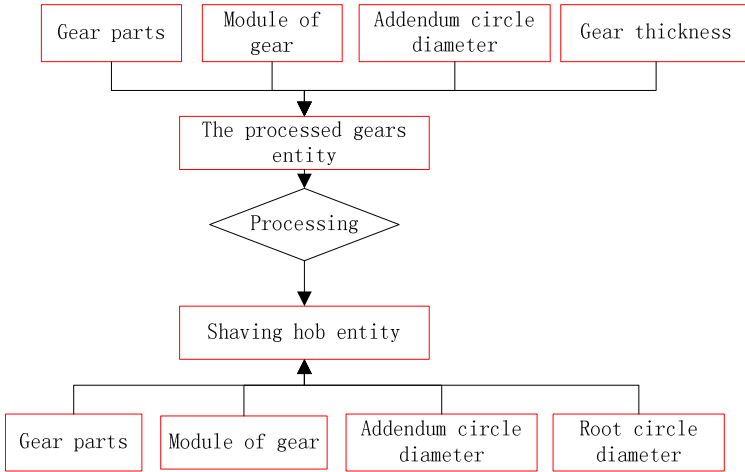 Gear parts
Module of
gear
Addendum circle
diameter
Gear thickness
The processed gears
entity
Processing
Shaving hob entity
Gear parts
Module of gear
Addendum circle
diameter
Root circle
diameter